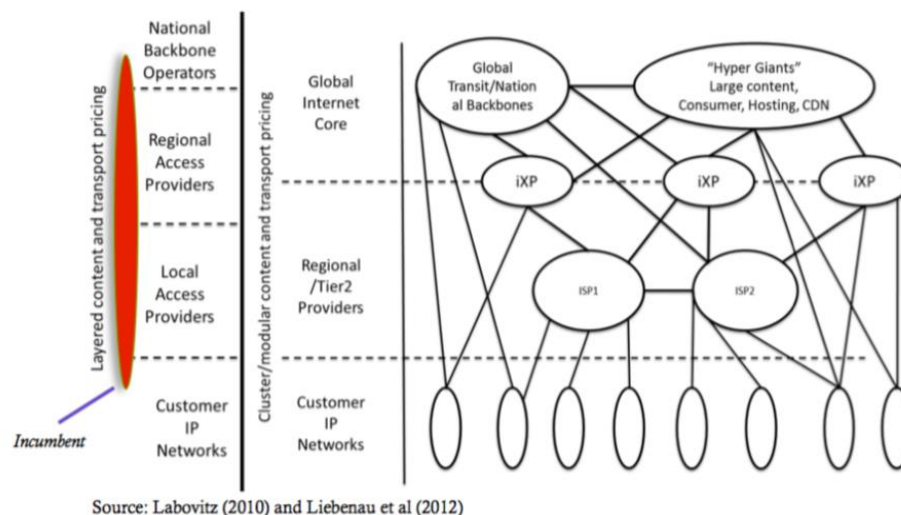 Layered content and transport pricing
National
Backbone
Operators
Regional
Access
Providers
Local
Access
Providers
Customer
IP
Networks
Incumbent
Cluster/modular content and transport pricing
Global
Internet
Core
Regional
/Tier2
Providers
Customer
IP
Networks
Global
Transit/Nation
al Backbones
"Hyper Giants"
Large content,
Consumer, Hosting, CDN
iXP
iXP
iXP
ISP1
ISP2
Source: Labovitz (2010) and Liebenau et al (2012)